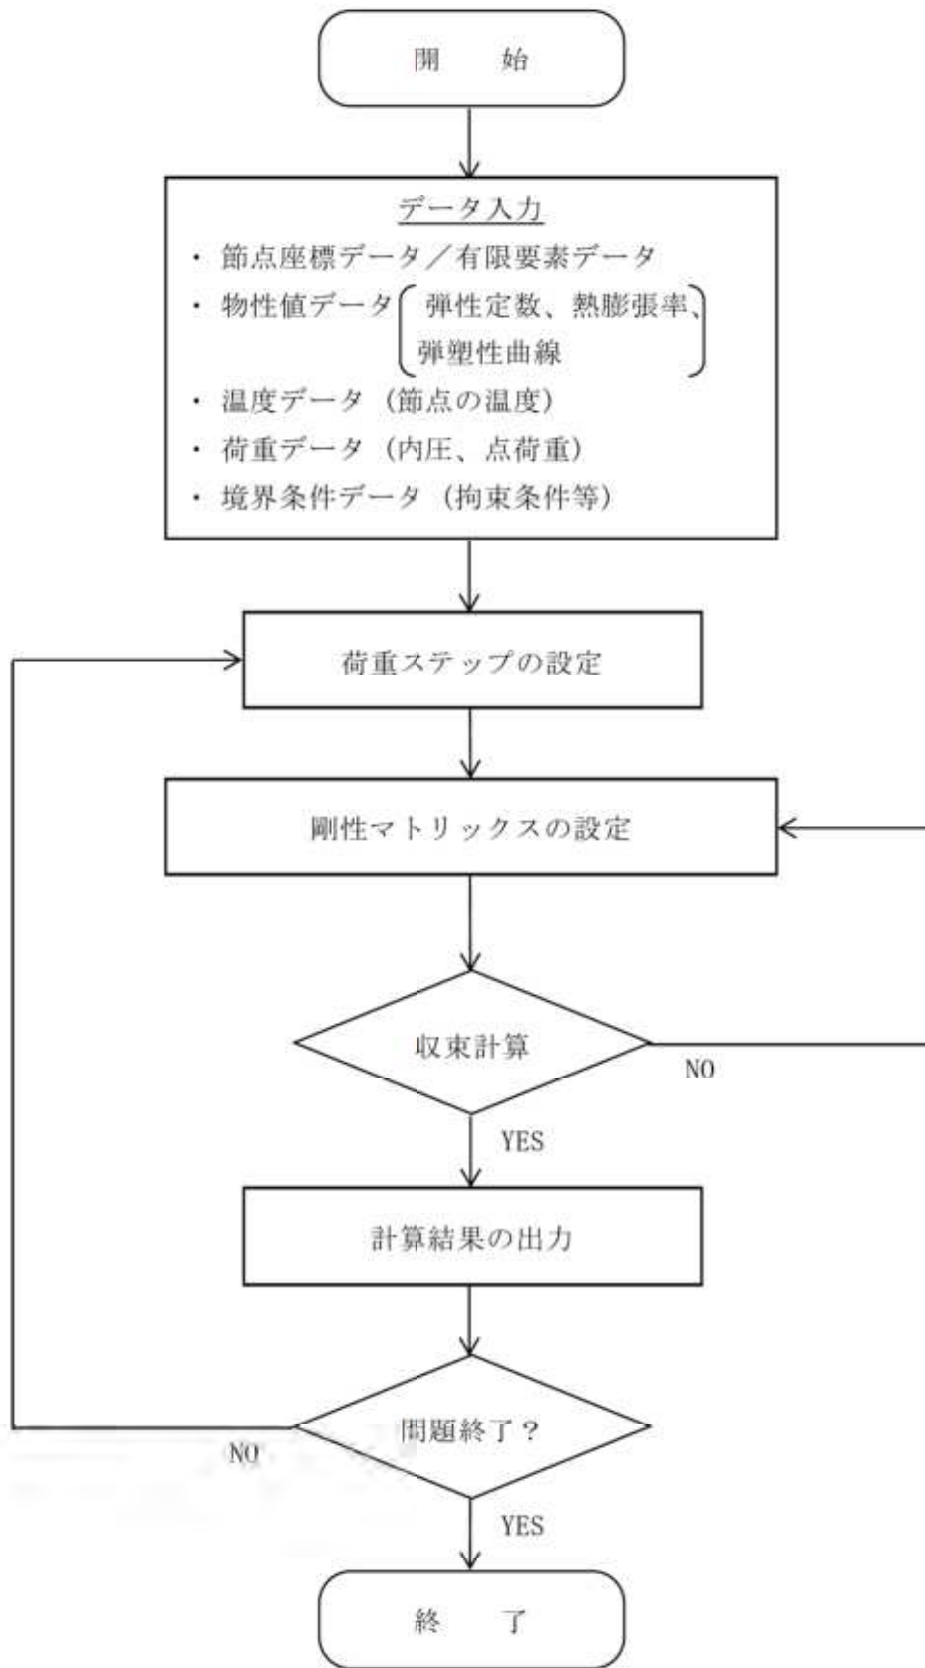 開　　始
データ入力
・ 節点座標データ／有限要素データ
・ 物性値データ 弾性定数、熱膨張率、
弾塑性曲線
・ 温度データ (節点の温度)
・ 荷重データ (内圧、点荷重)
・ 境界条件データ (拘束条件等)
荷重ステップの設定
剛性マトリックスの設定
収束計算
NO
YES
計算結果の出力
問題終了？
NO
YES
終　　了